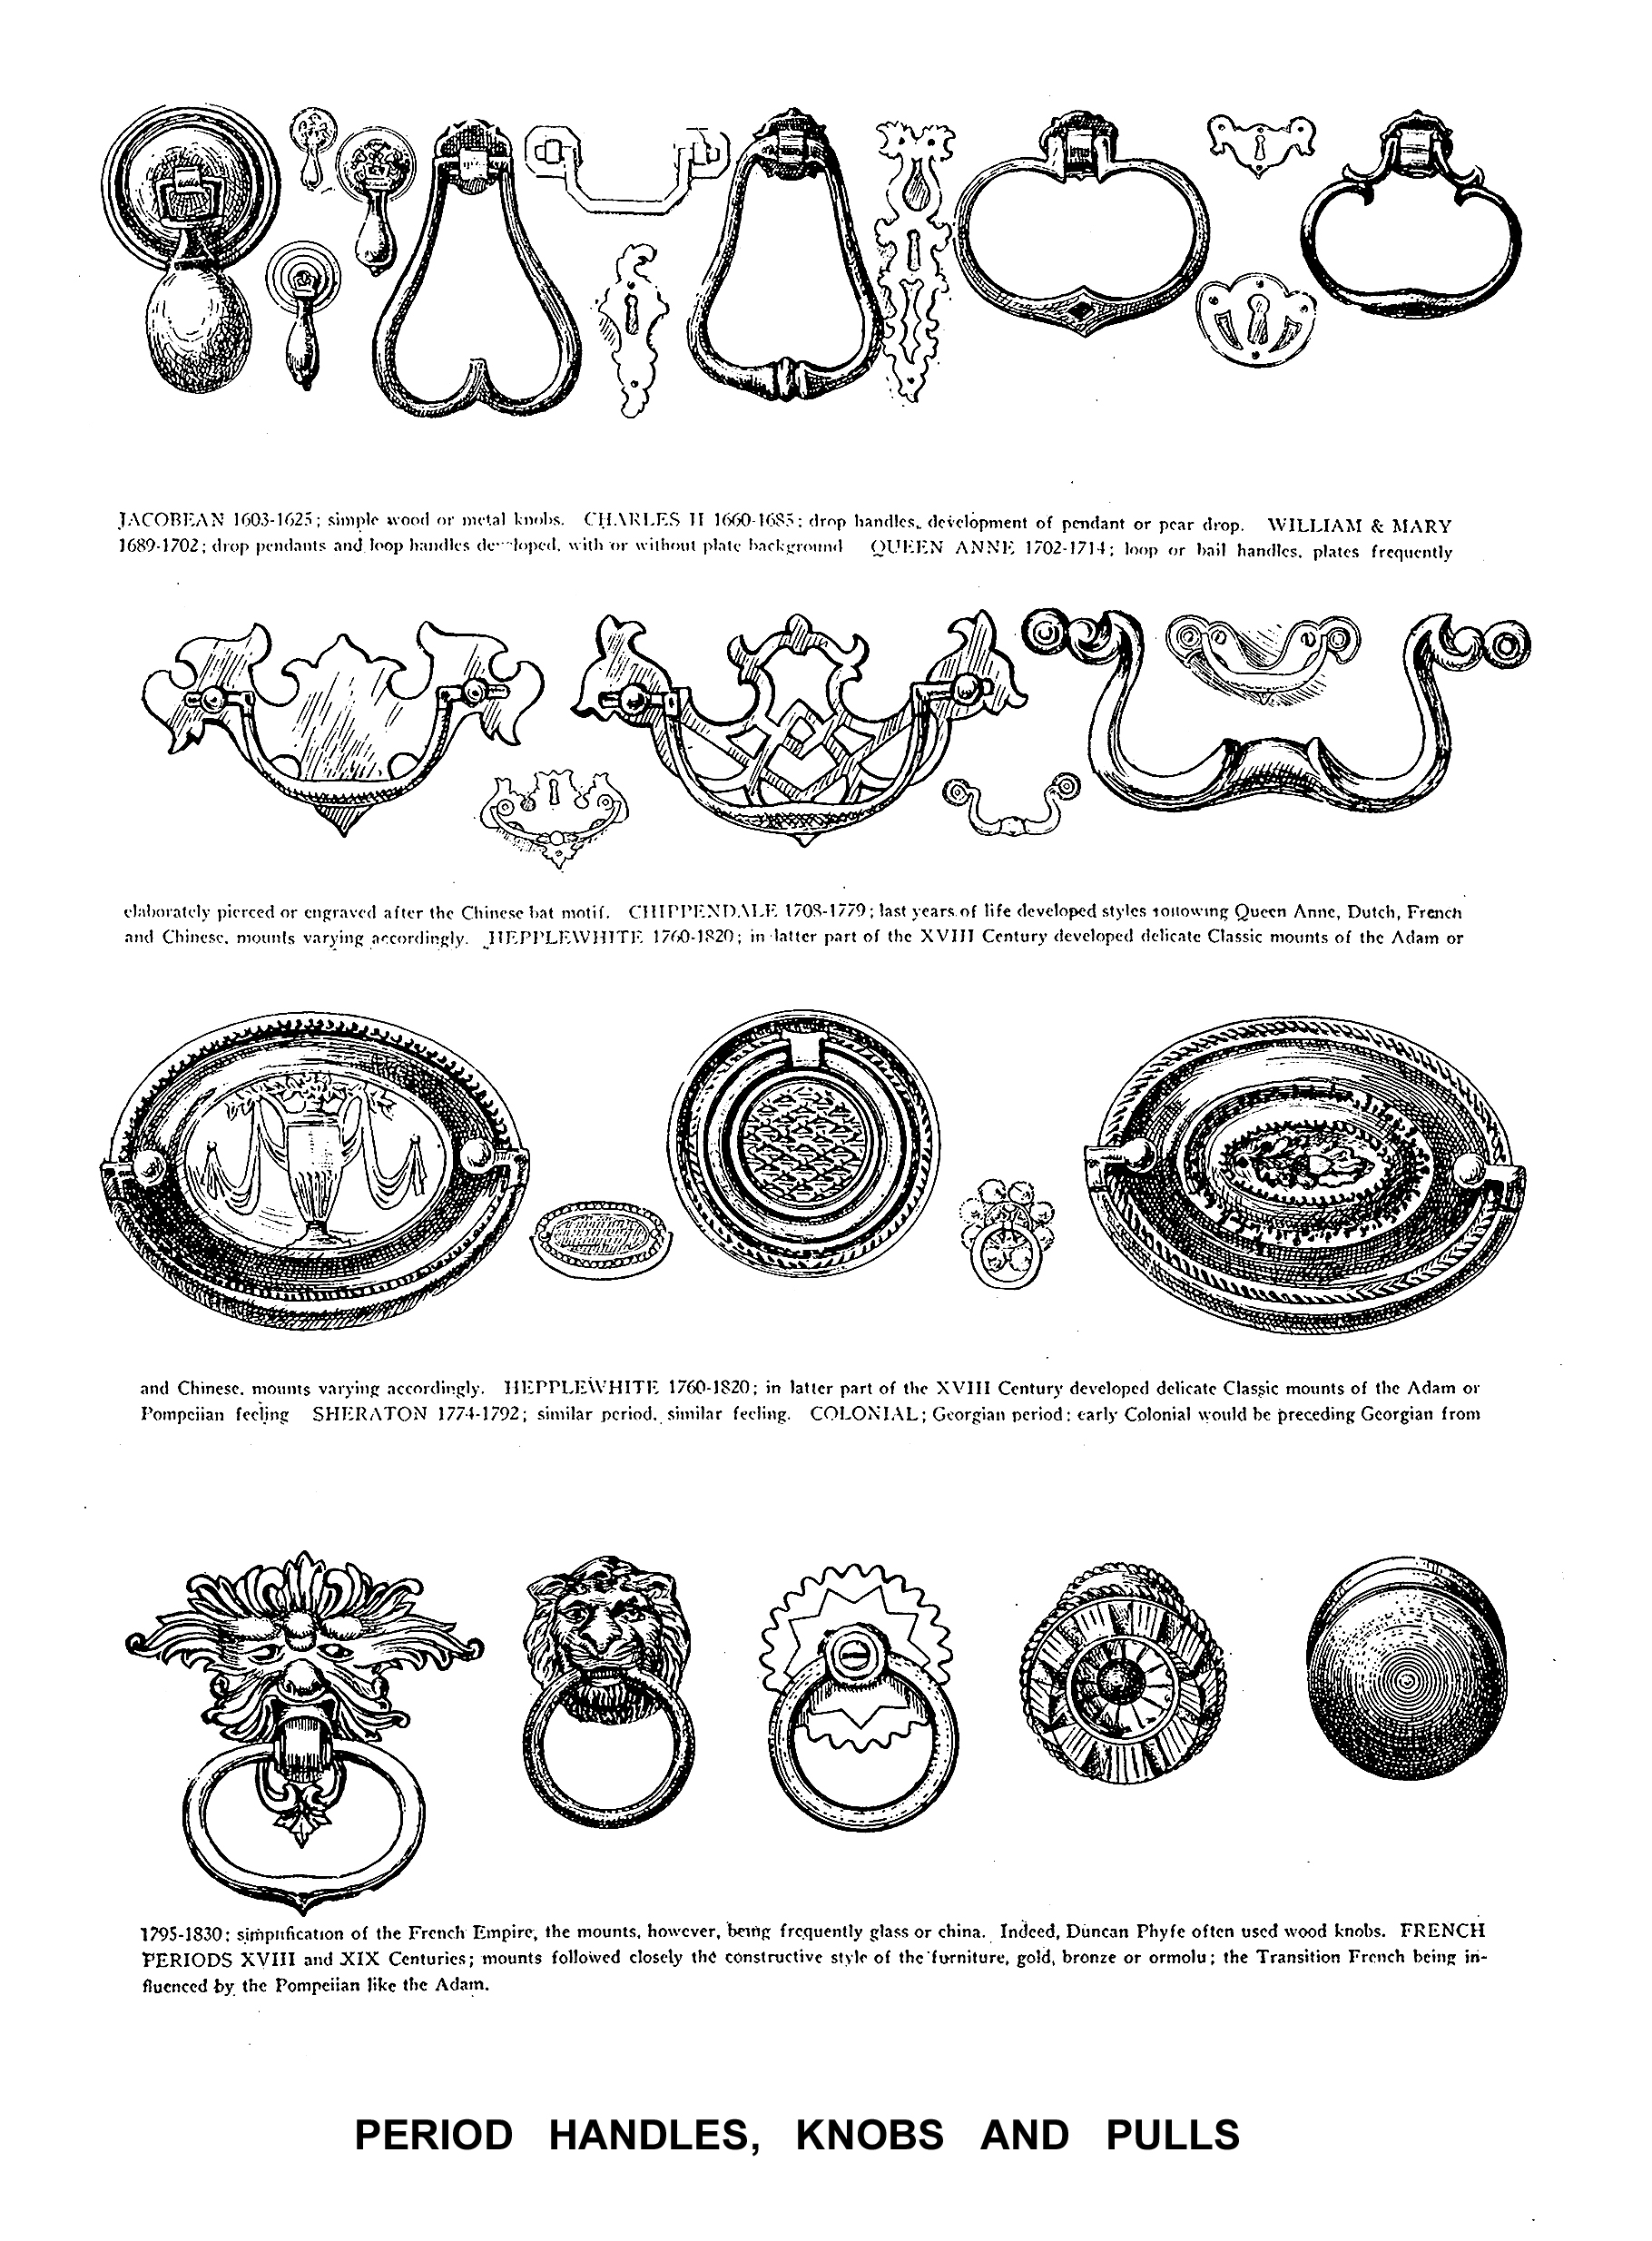 JACOBEAN 1603-1625; simple wood or metal knobs. CHARLES II 1660-1685; drop handles, development of pendant or pear drop. WILLIAM & MARY
1689-1702; drop pendants and loop handles de loped, with or without plate background QUEEN ANNE 1702-1714; loop or bail handles, plates frequently
elaborately pierced or engraved after the Chinese bat motif. CHIPPENDALE 1708-1779; last years of life developed styles following Queen Anne, Dutch, French
and Chinese, mounts varying accordingly. HEPPLEWHITE 1760-1820; in latter part of the XVIII Century developed delicate Classic mounts of the Adam or
and Chinese, mounts varying accordingly. HEPPLEWHITE 1760-1820; in latter part of the XVIII Century developed delicate Classic mounts of the Adam or
Pompeiian feeling SHERATON 1774-1792; similar period, similar feeling. COLONIAL; Georgian period: early Colonial would be preceding Georgian from
1795-1830; simplification of the French Empire, the mounts, however, being frequently glass or china. Indeed, Duncan Phyfe often used wood knobs. FRENCH
PERIODS XVIII and XIX Centuries; mounts followed closely the constructive style of the furniture, gold, bronze or ormolu; the Transition French being in-
fluenced by the Pompeiian like the Adam.
PERIOD HANDLES, KNOBS AND PULLS